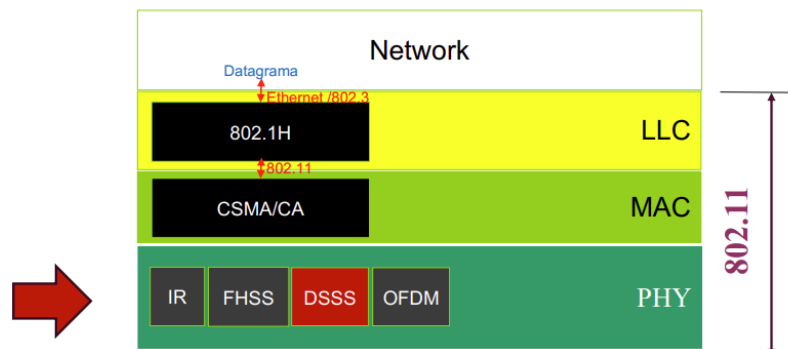 Network
Datagrama
Ethernet /802.3
802.1H
LLC
802.11
CSMA/CA
MAC
802.11
IR FHSS DSSS OFDM
PHY